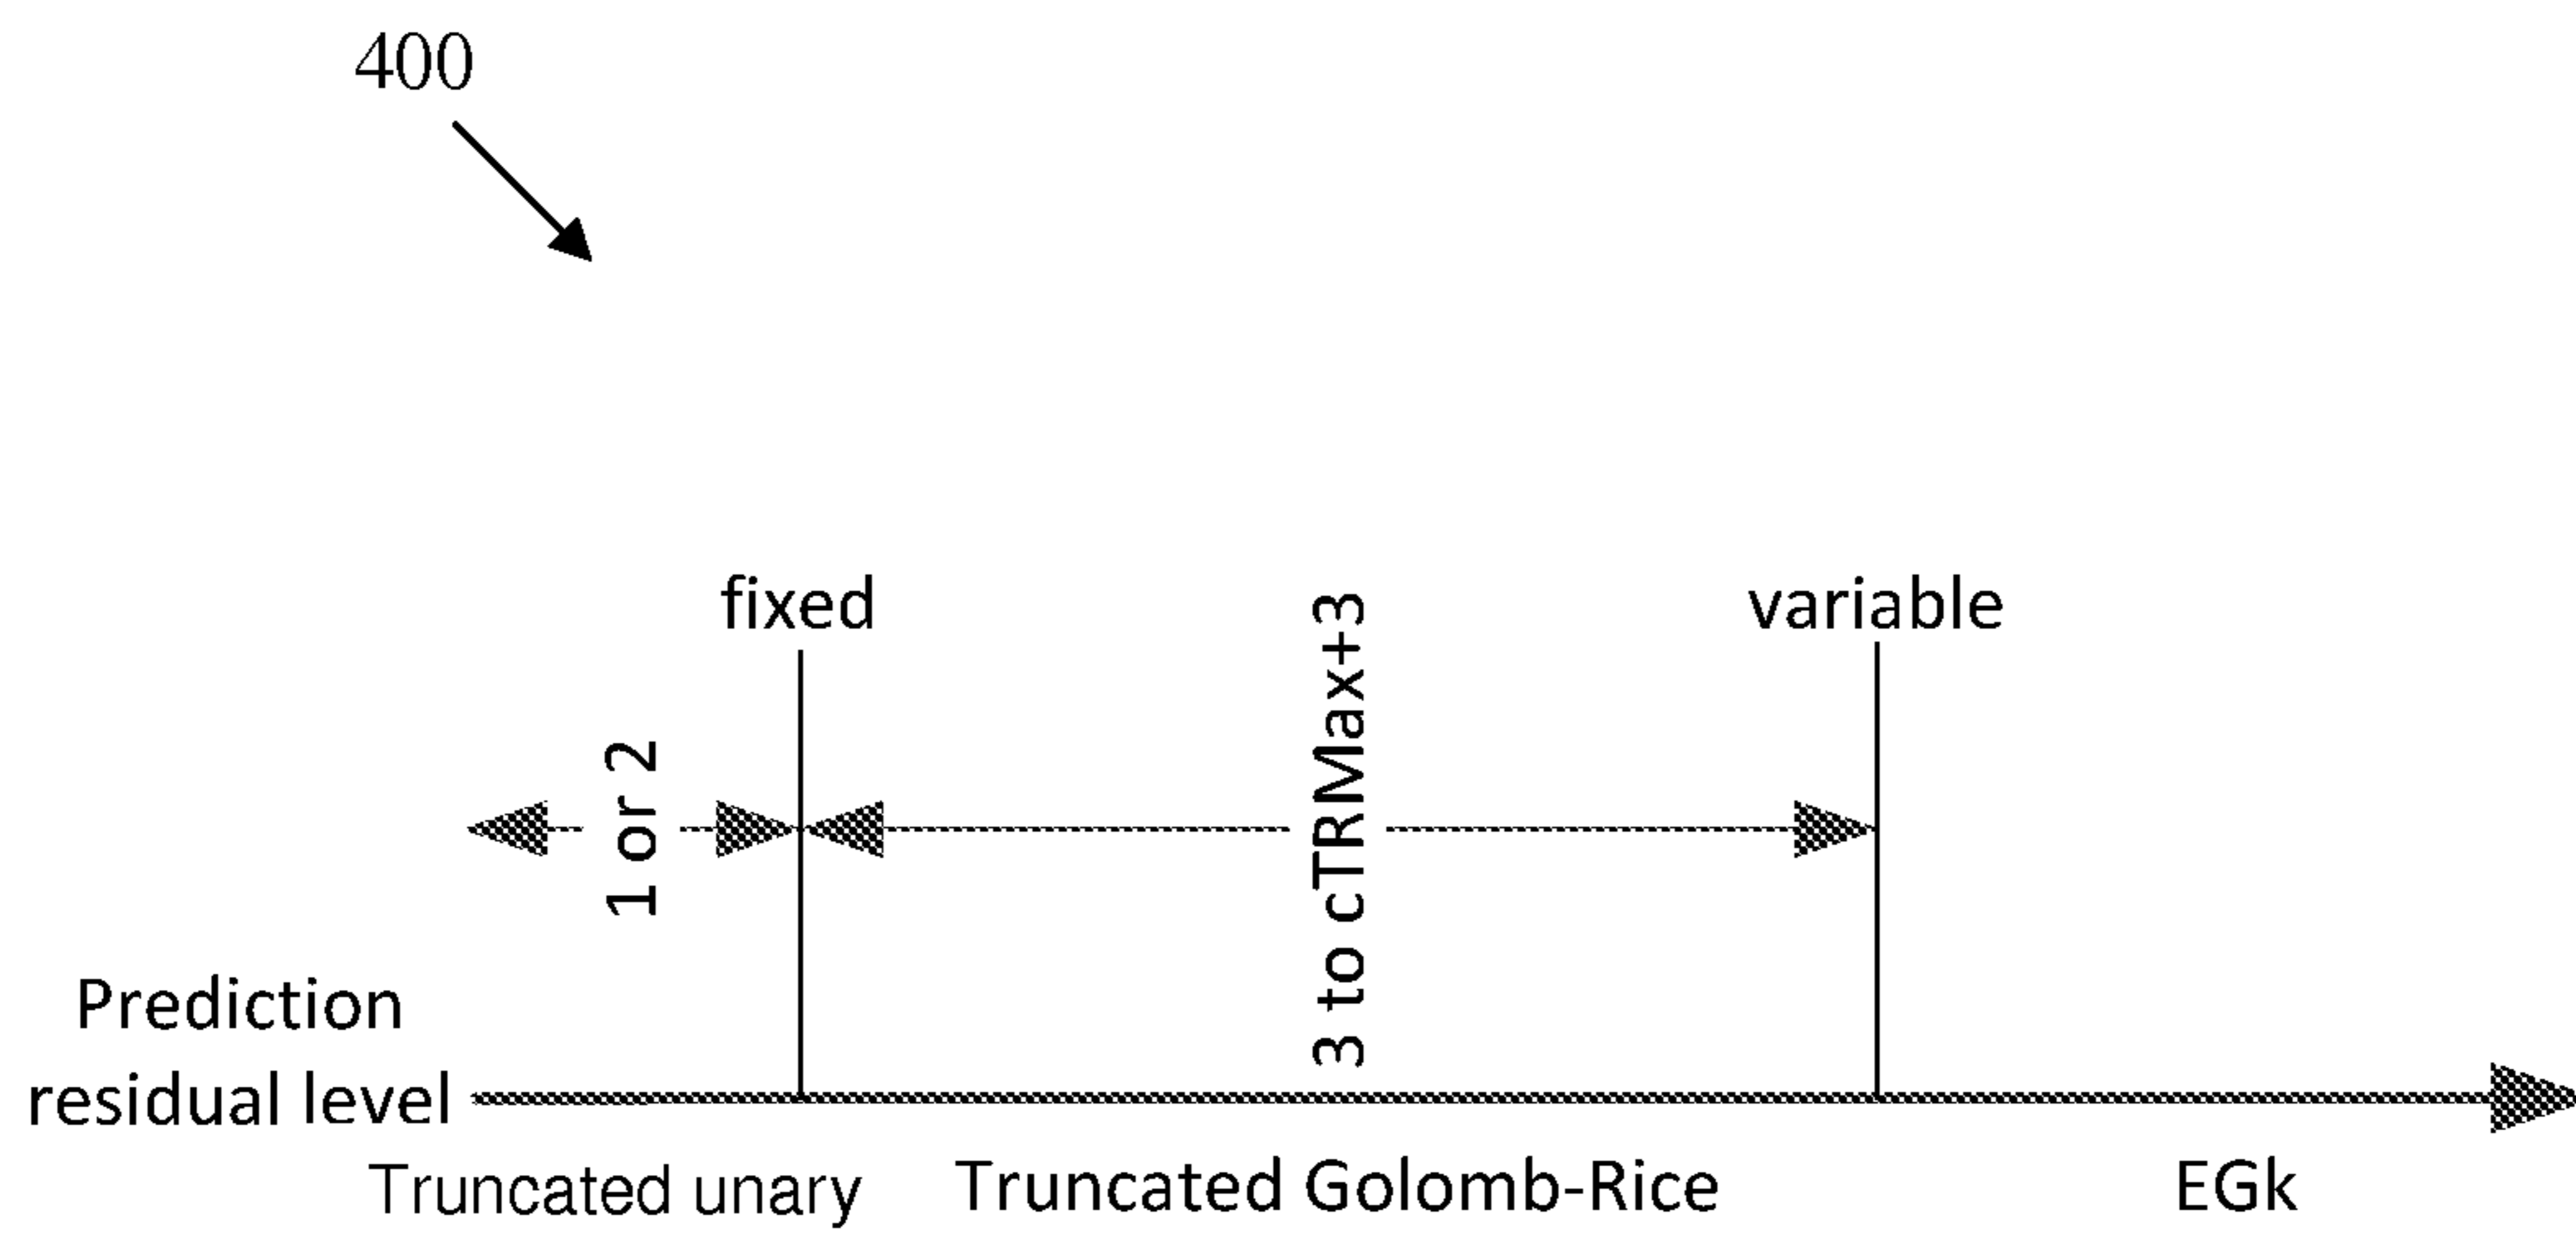 400
fixed
variable
1 or 2
3 to cTRMax+3
Prediction
residual level
Truncated unary
Truncated Golomb-Rice
EGk